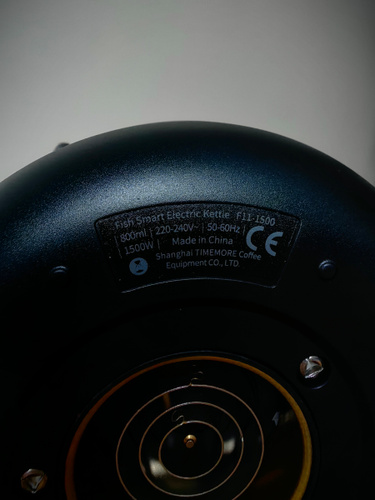 Fish Smart Electric Kettle F11-1500
800ml | 220-240V~ | 50-60Hz
1500W | Made in China
CE
Shanghai TIMEMORE Coffee
Equipment CO., LTD.